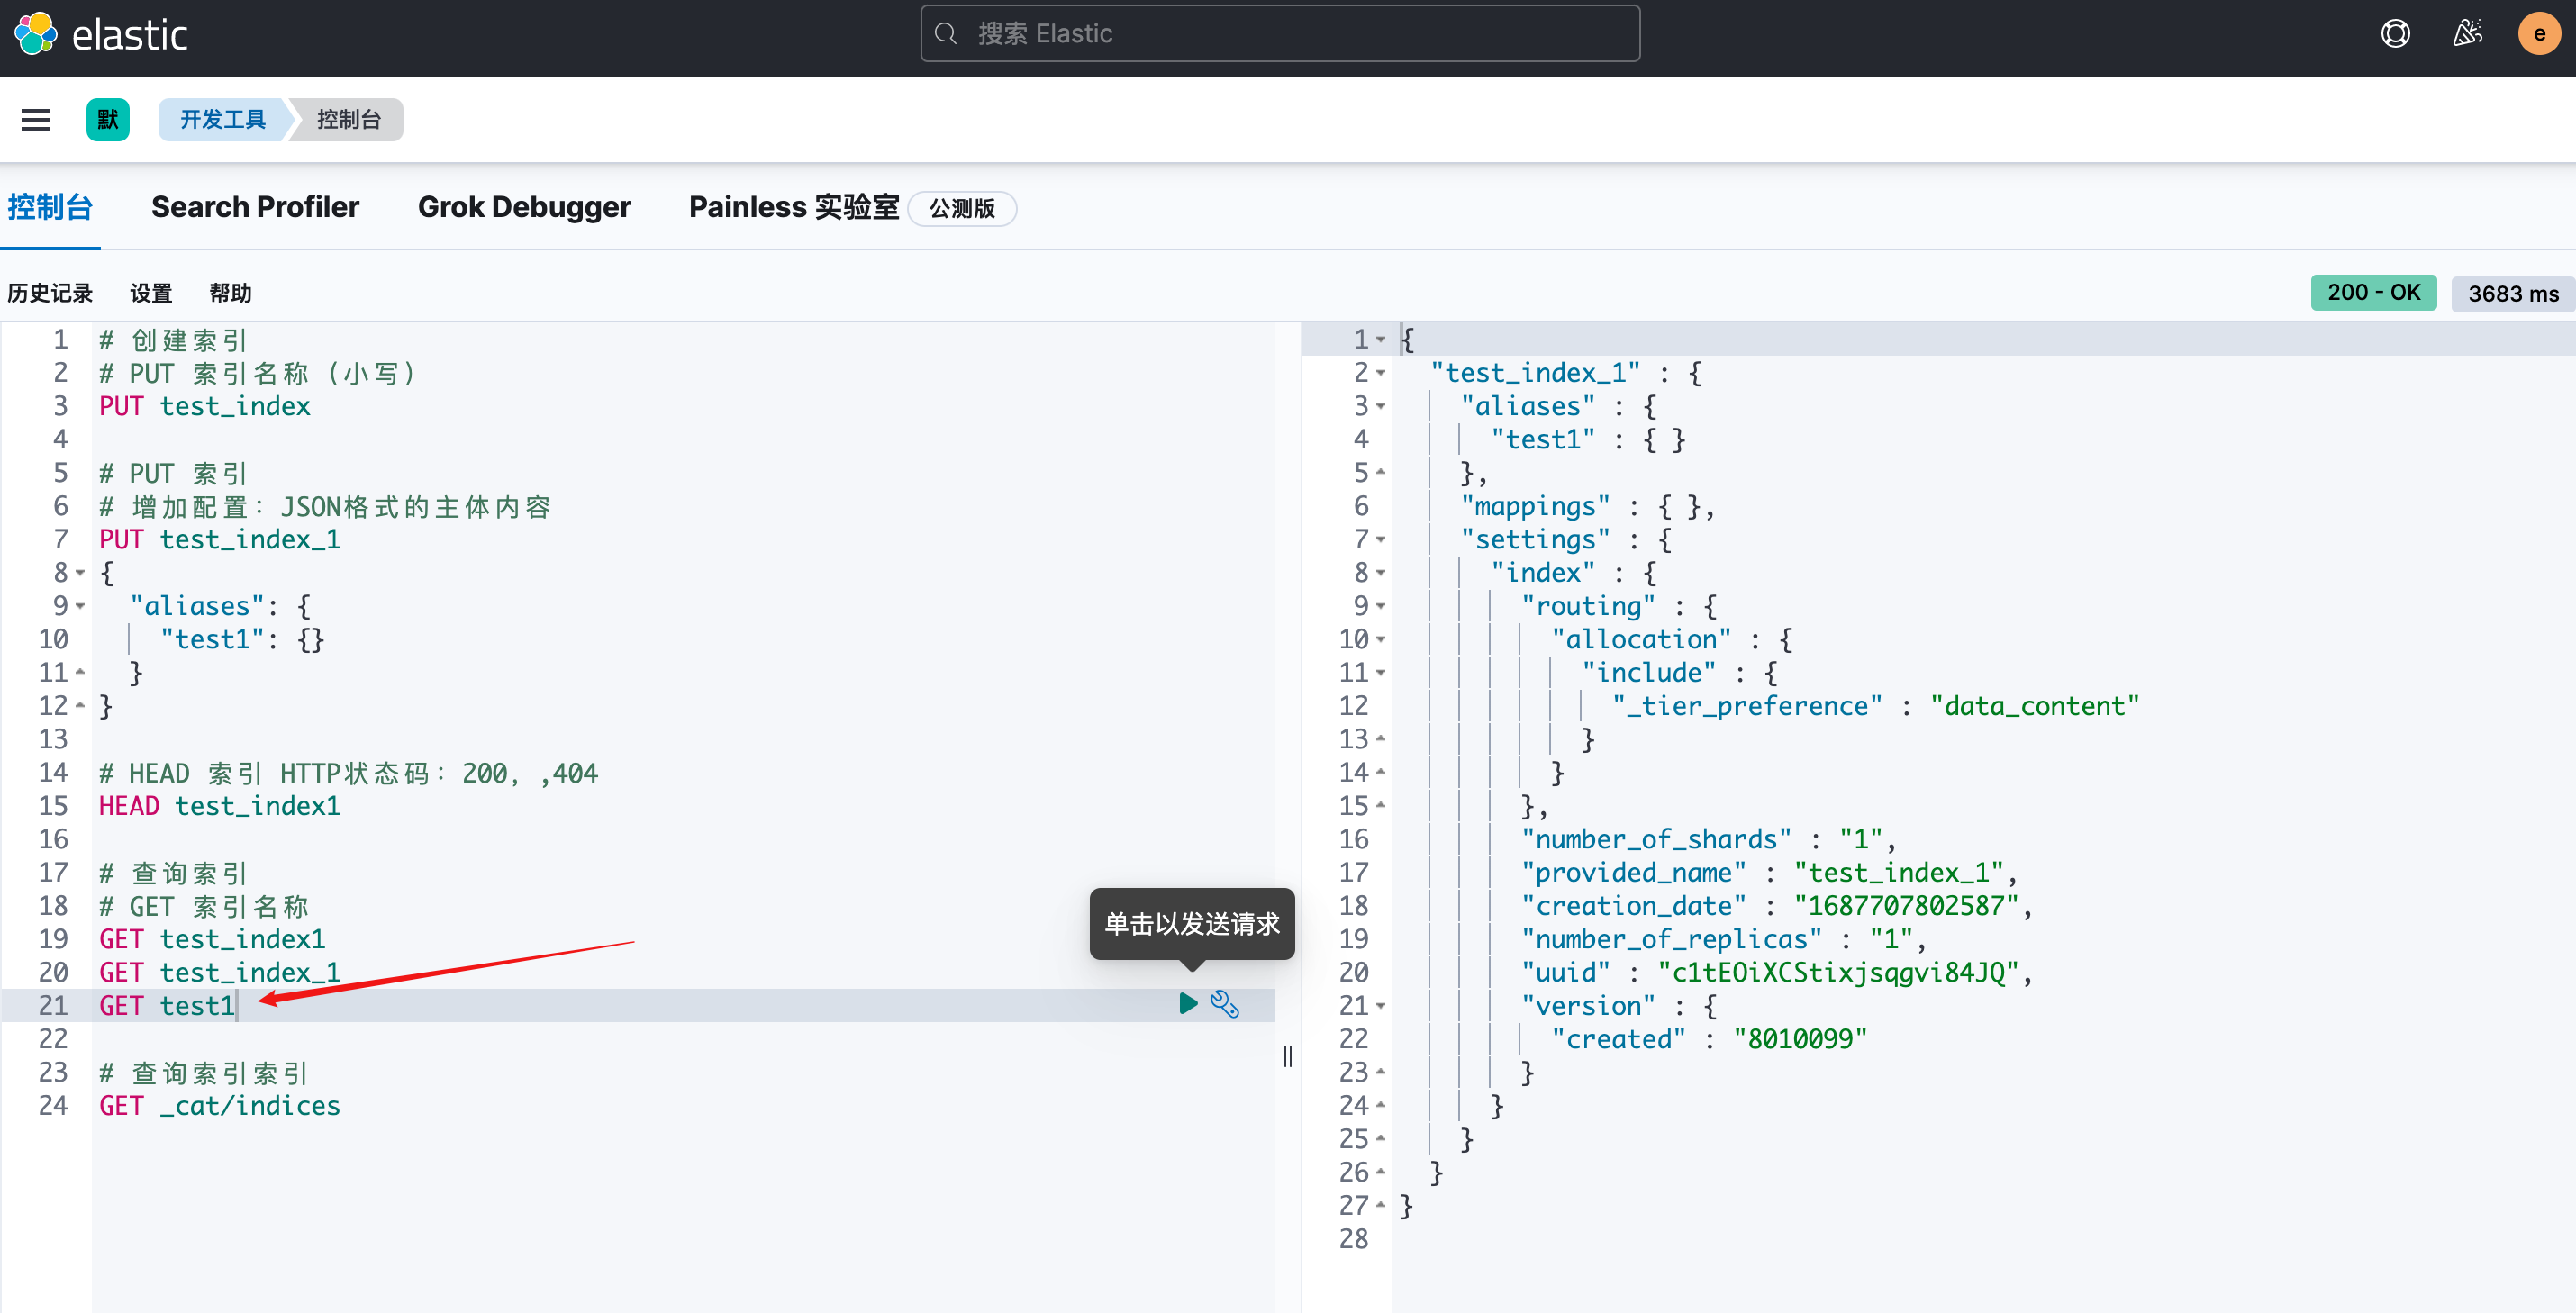 elastic
搜索 Elastic
e
默
开发工具
控制台
控制台
Search Profiler
Grok Debugger
Painless 实验室
公测版
历史记录
设置
帮助
200 - OK
3683 ms
1 # 创建索引
2 # PUT 索引名称（小写）
3 PUT test_index
4
5 # PUT 索引
6 # 增加配置：JSON格式的主体内容
7 PUT test_index_1
8 {
9 "aliases": {
10 "test1": {}
11 }
12 }
13
14 # HEAD 索引 HTTP状态码：200，,404
15 HEAD test_index1
16
17 # 查询索引
18 # GET 索引名称
19 GET test_index1
20 GET test_index_1
21 GET test1
22
23 # 查询索引索引
24 GET _cat/indices
单击以发送请求
1 {
2 "test_index_1" : {
3 "aliases" : {
4 "test1" : { }
5 },
6 "mappings" : { },
7 "settings" : {
8 "index" : {
9 "routing" : {
10 "allocation" : {
11 "include" : {
12 "_tier_preference" : "data_content"
13 }
14 }
15 },
16 "number_of_shards" : "1",
17 "provided_name" : "test_index_1",
18 "creation_date" : "1687707802587",
19 "number_of_replicas" : "1",
20 "uuid" : "c1tEOiXCStixjsqgvi84JQ",
21 "version" : {
22 "created" : "8010099"
23 }
24 }
25 }
26 }
27 }
28